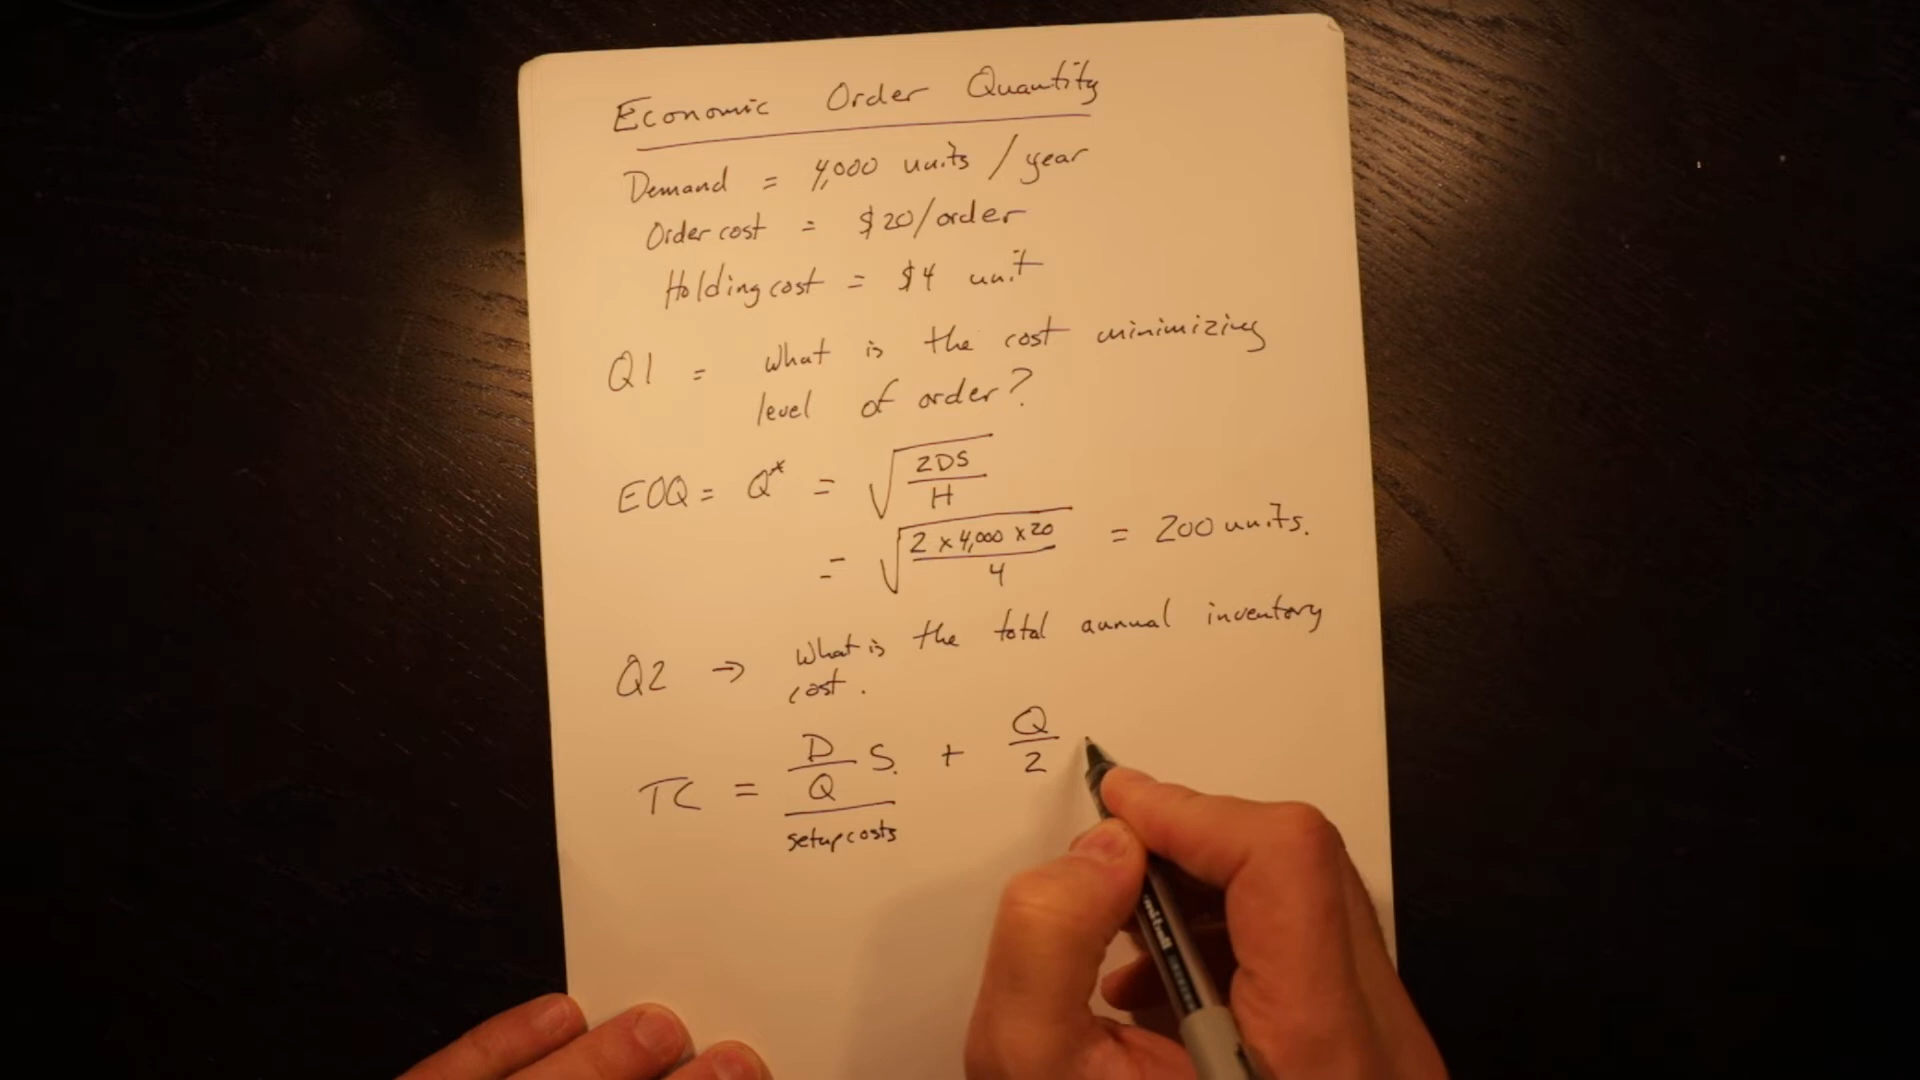 Economic Order Quantity
Demand = 4,000 units / year
Order cost = $20/order
Holding cost = $4 unit
Q1 = What is the cost minimizing
level of order?
EOQ = Q* = √(2DS/H)
= √(2 x 4,000 x 20/4) = 200 units.
Q2 → What is the total annual inventory
cost.
TC = D/Q S. + Q/2
setup costs